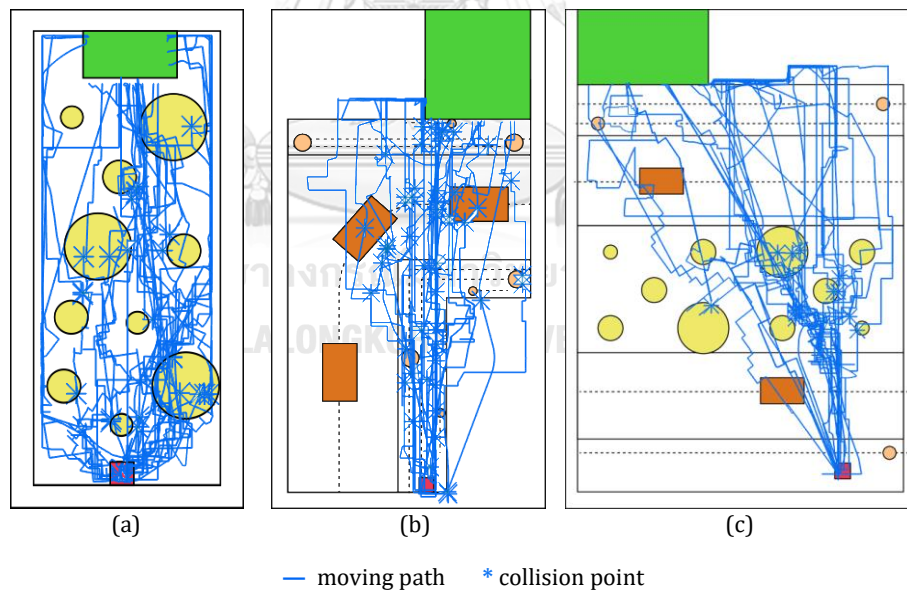 (a)
(b)
(c)
— moving path * collision point